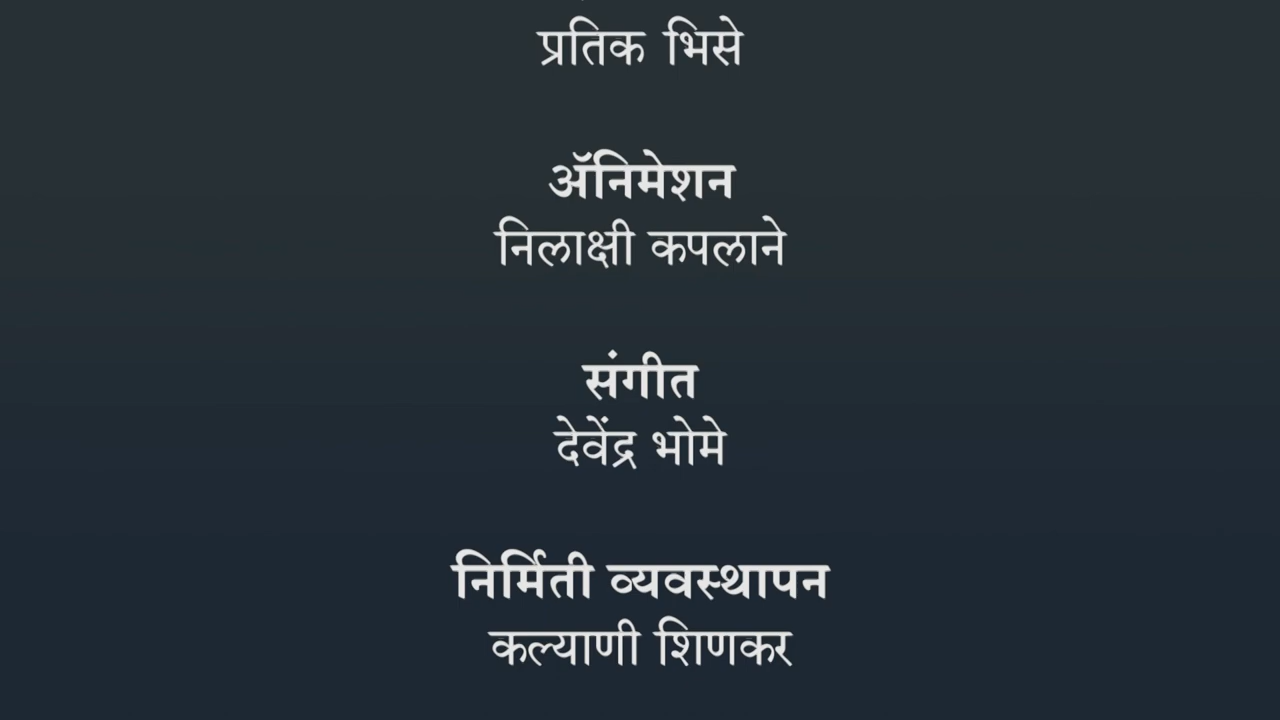 प्रतिक भिसे
ॲनिमेशन
निलाक्षी कपलाने
संगीत
देवेंद्र भोमे
निर्मिती व्यवस्थापन
कल्याणी शिणकर